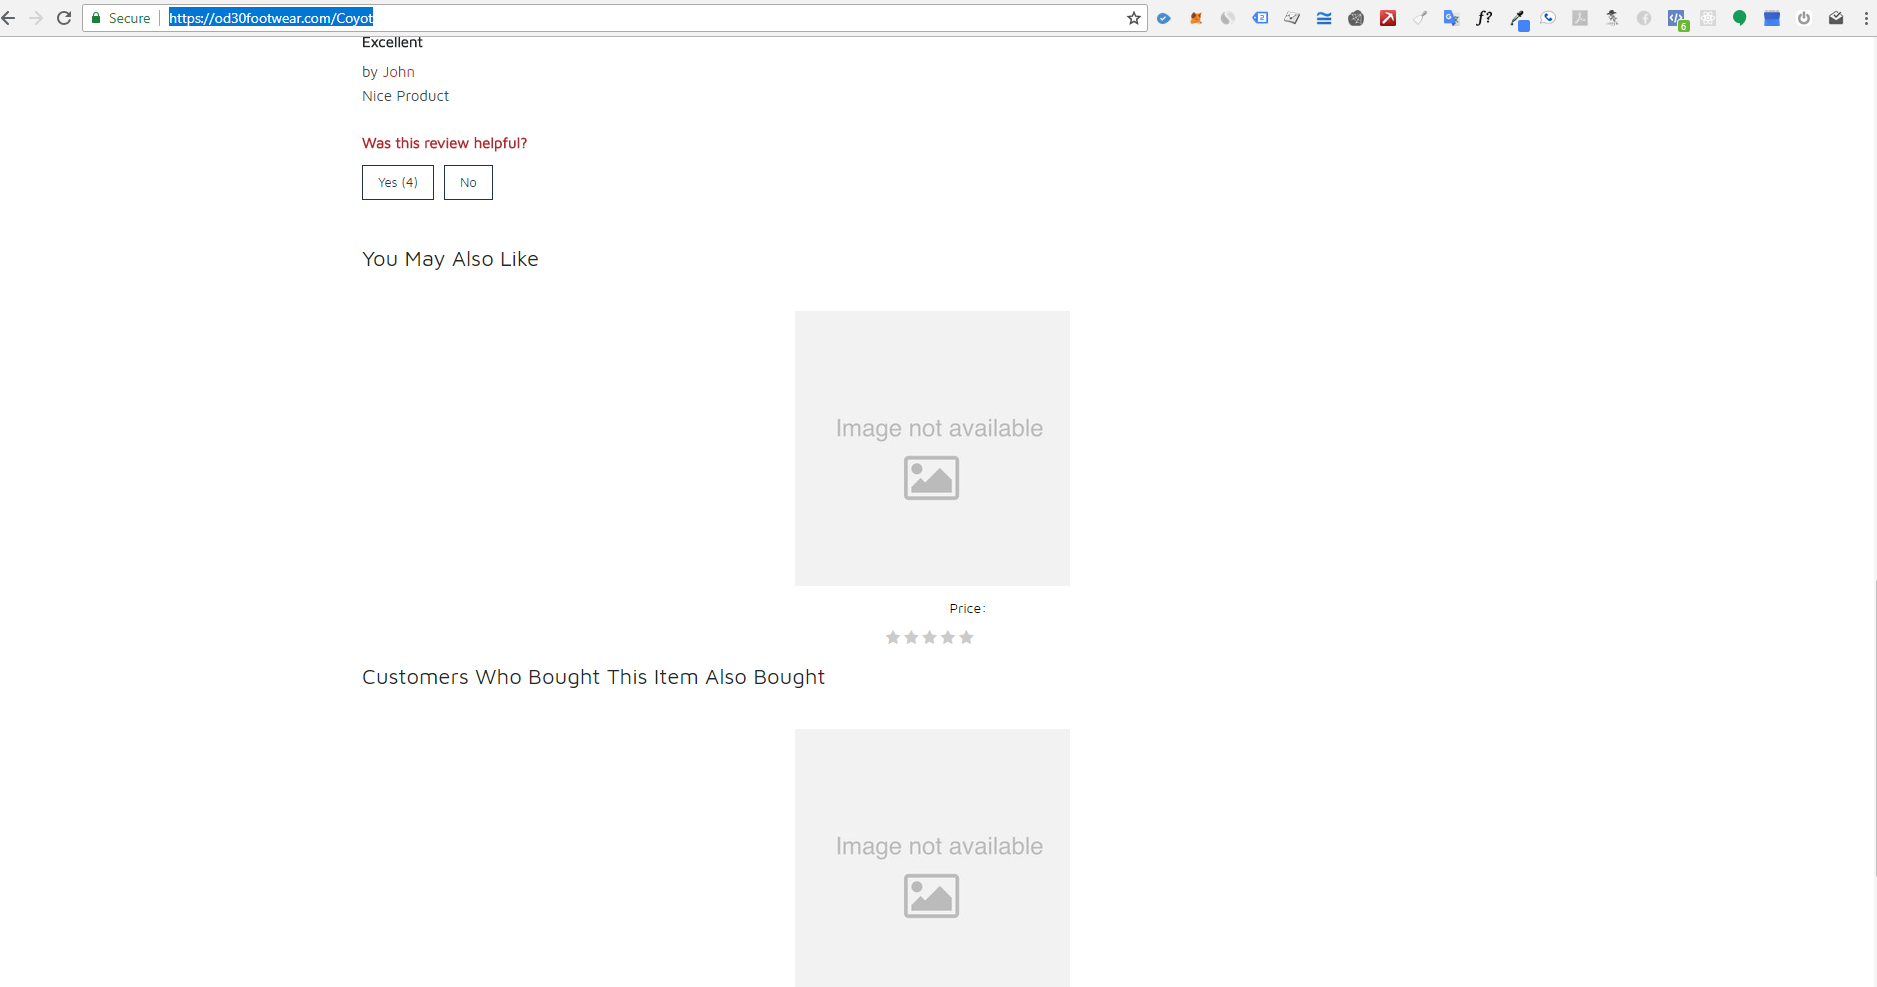 Secure https://od30footwear.com/Coyot
Excellent
by John
Nice Product
Was this review helpful?
Yes (4) No
You May Also Like
Image not available
Price:
Customers Who Bought This Item Also Bought
Image not available